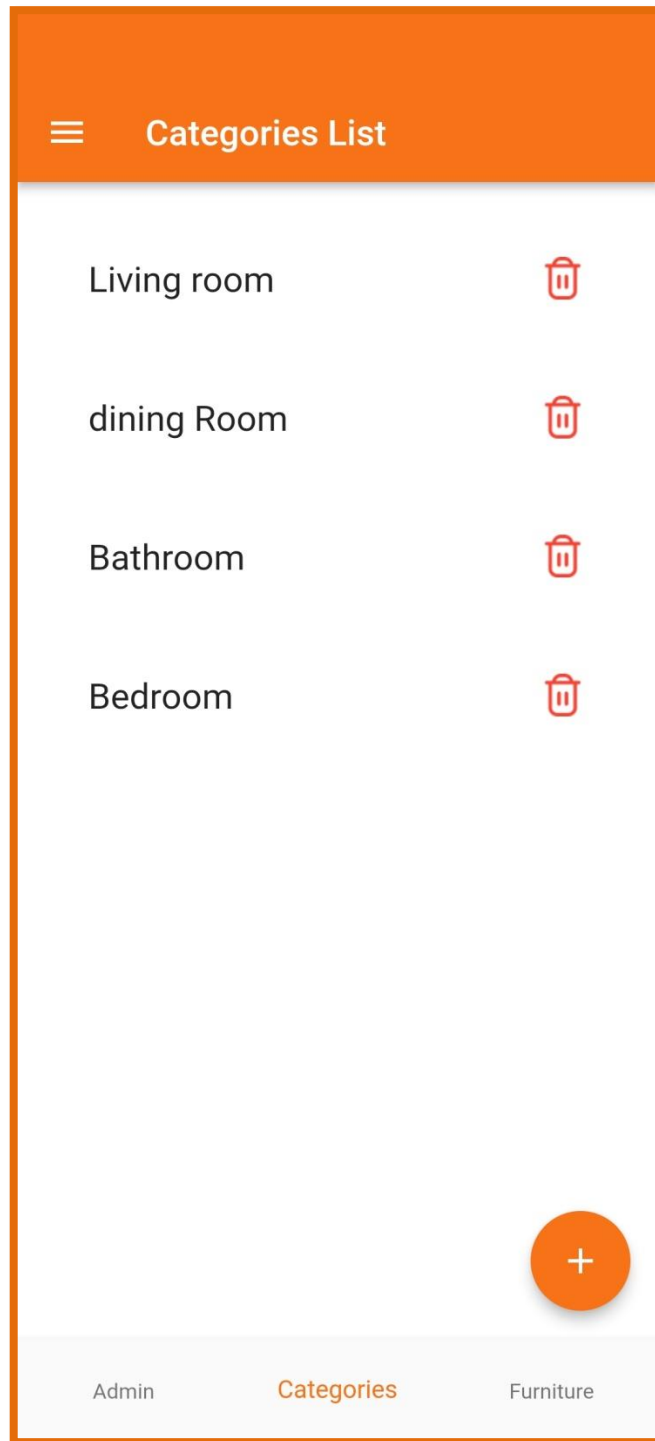 Categories List
Living room
dining Room
Bathroom
Bedroom
Admin Categories Furniture